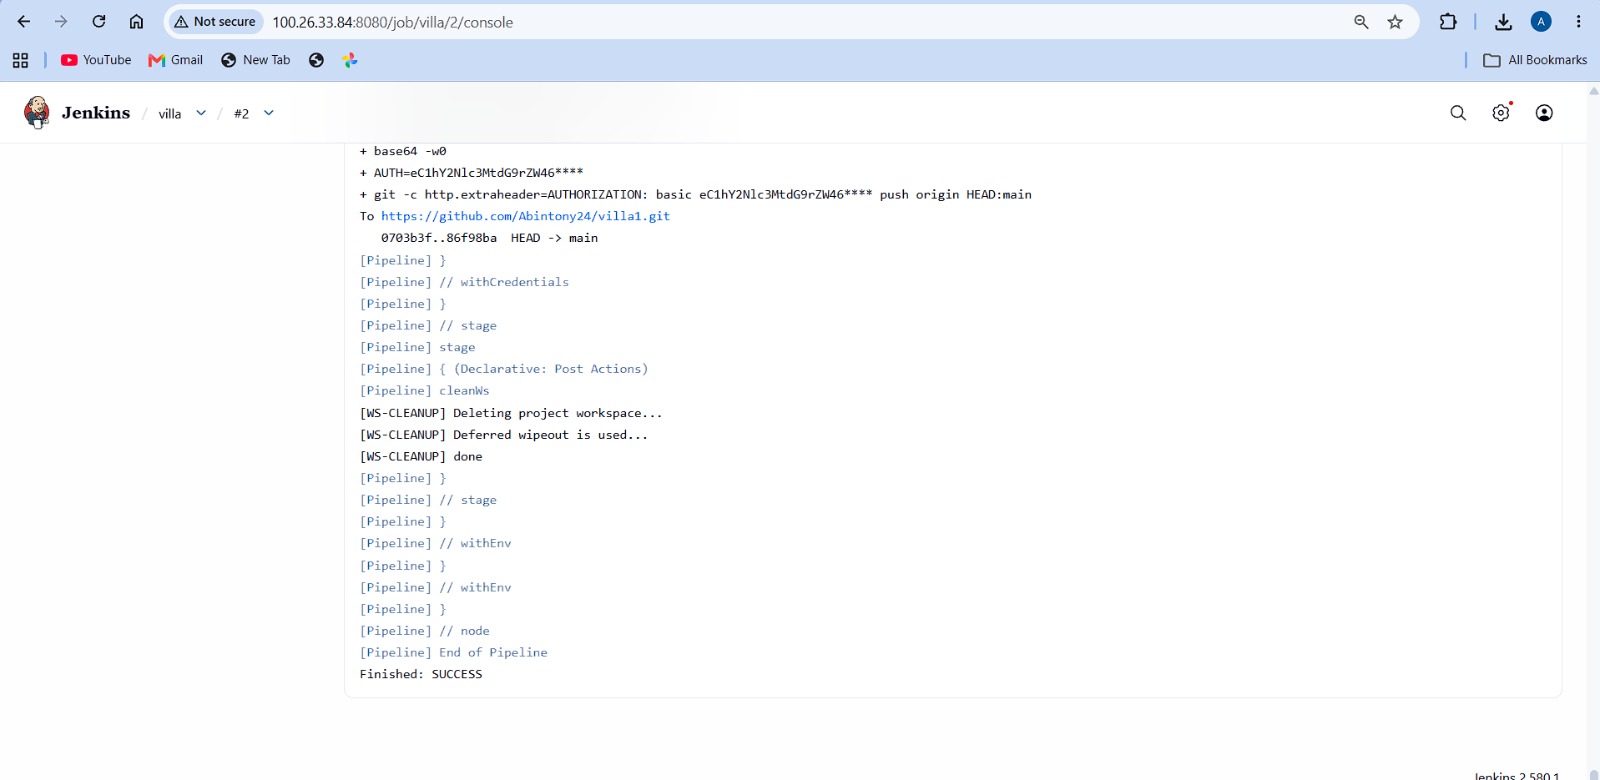 Not secure 100.26.33.84:8080/job/villa/2/console A
YouTube Gmail New Tab All Bookmarks
Jenkins / villa / #2
+ base64 -w0
+ AUTH=eC1hY2Nlc3MtdG9rZW46****
+ git -c http.extraheader=AUTHORIZATION: basic eC1hY2Nlc3MtdG9rZW46**** push origin HEAD:main
To https://github.com/Abintony24/villa1.git
0703b3f..86f98ba HEAD -> main
[Pipeline] }
[Pipeline] // withCredentials
[Pipeline] }
[Pipeline] // stage
[Pipeline] stage
[Pipeline] { (Declarative: Post Actions)
[Pipeline] cleanWs
[WS-CLEANUP] Deleting project workspace...
[WS-CLEANUP] Deferred wipeout is used...
[WS-CLEANUP] done
[Pipeline] }
[Pipeline] // stage
[Pipeline] }
[Pipeline] // withEnv
[Pipeline] }
[Pipeline] // withEnv
[Pipeline] }
[Pipeline] // node
[Pipeline] End of Pipeline
Finished: SUCCESS
Jenkins 2.580.1